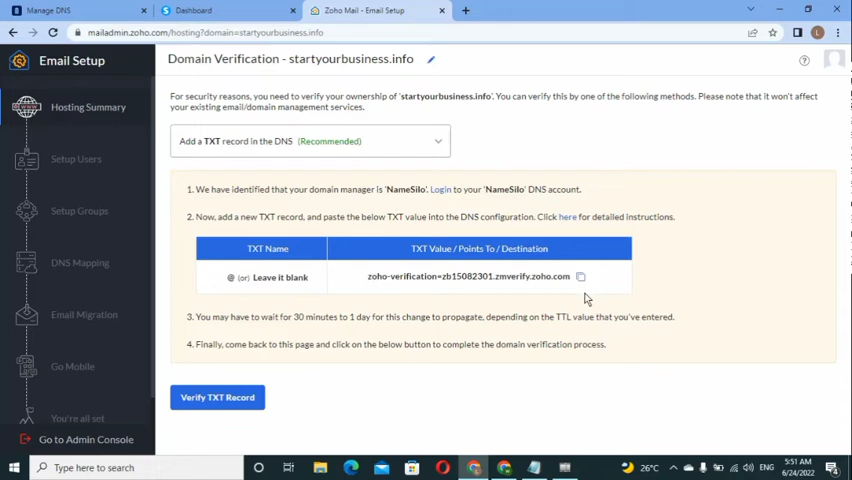 Manage DNS
Dashboard
Zoho Mail - Email Setup
mailadmin.zoho.com/hosting?domain=startyourbusiness.info
L
Email Setup
Domain Verification - startyourbusiness.info
For security reasons, you need to verify your ownership of 'startyourbusiness.info'. You can verify this by one of the following methods. Please note that it won't affect
your existing email/domain management services.
WWW
Hosting Summary
Add a TXT record in the DNS (Recommended)
Setup Users
1. We have identified that your domain manager is 'NameSilo'. Login to your 'NameSilo' DNS account.
Setup Groups
2. Now, add a new TXT record, and paste the below TXT value into the DNS configuration. Click here for detailed instructions.
TXT Name
TXT Value / Points To / Destination
DNS Mapping
@ (or) Leave it blank
zoho-verification=zb15082301.zmverify.zoho.com
Email Migration
3. You may have to wait for 30 minutes to 1 day for this change to propagate, depending on the TTL value that you've entered.
4. Finally, come back to this page and click on the below button to complete the domain verification process.
Go Mobile
Verify TXT Record
You're all set
Go to Admin Console
Type here to search
26°C
ENG
5:51 AM
6/24/2022
4